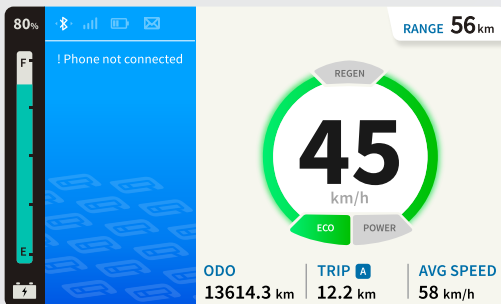 80%
RANGE 56 km
F
! Phone not connected
REGEN
45
km/h
ECO
POWER
E
ODO
13614.3 km
TRIP A
12.2 km
AVG SPEED
58 km/h